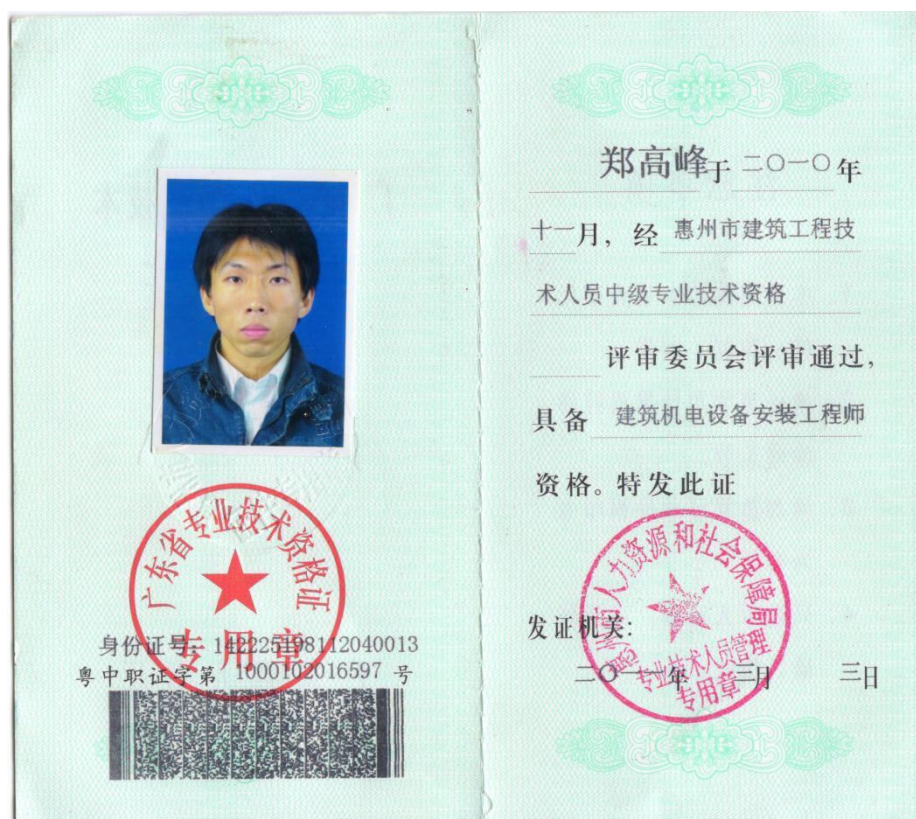 广东省专业技术资格证
专用章
身份证号：142225198112040013
粤中职证字第 1000102016597 号
郑高峰于二〇一〇年
十一月，经 惠州市建筑工程技
术人员中级专业技术资格
评审委员会评审通过，
具备 建筑机电设备安装工程师
资格。特发此证
惠州市人力资源和社会保障局
专业技术人员管理
专用章
发证机关：
二〇一 年 三月 三日